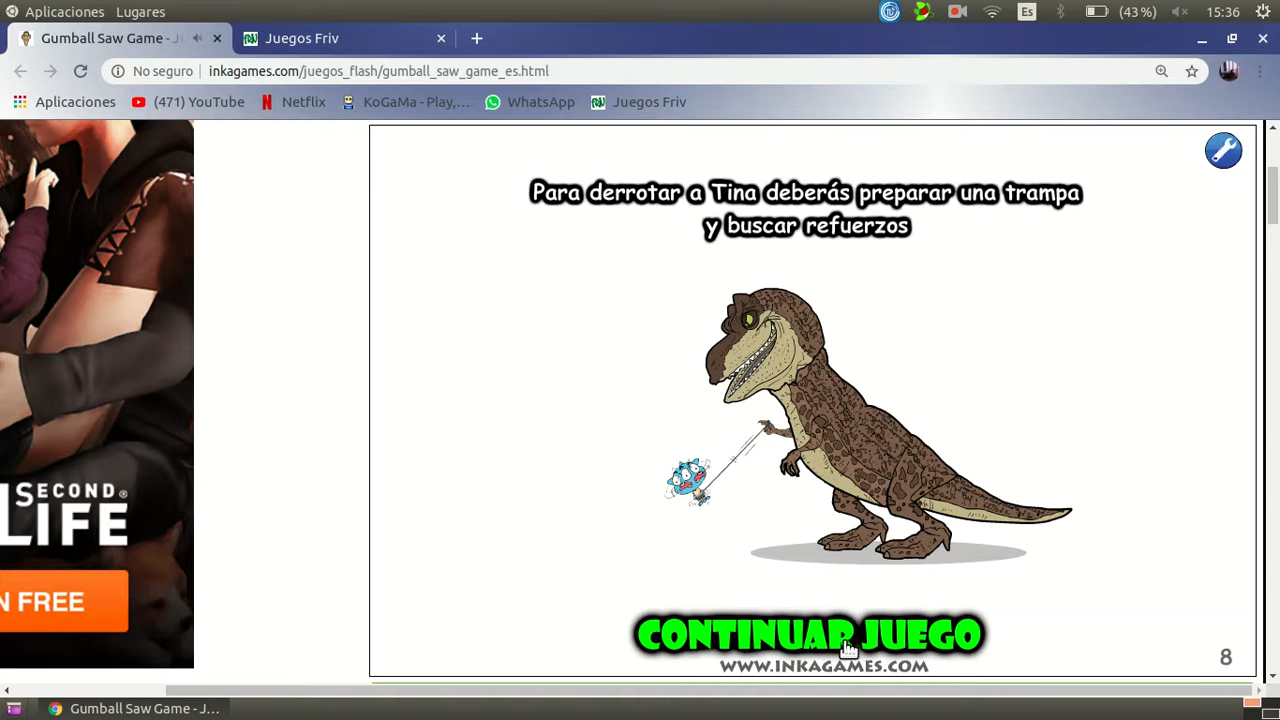 Aplicaciones Lugares
Es (43%) 15:36
Gumball Saw Game - J
Juegos Friv
No seguro inkagames.com/juegos_flash/gumball_saw_game_es.html
Aplicaciones (471) YouTube Netflix KoGaMa - Play,... WhatsApp Juegos Friv
Para derrotar a Tina deberás preparar una trampa
y buscar refuerzos
SECOND
LIFE
N FREE
CONTINUAR JUEGO
WWW.INKAGAMES.COM
8
Gumball Saw Game - J...